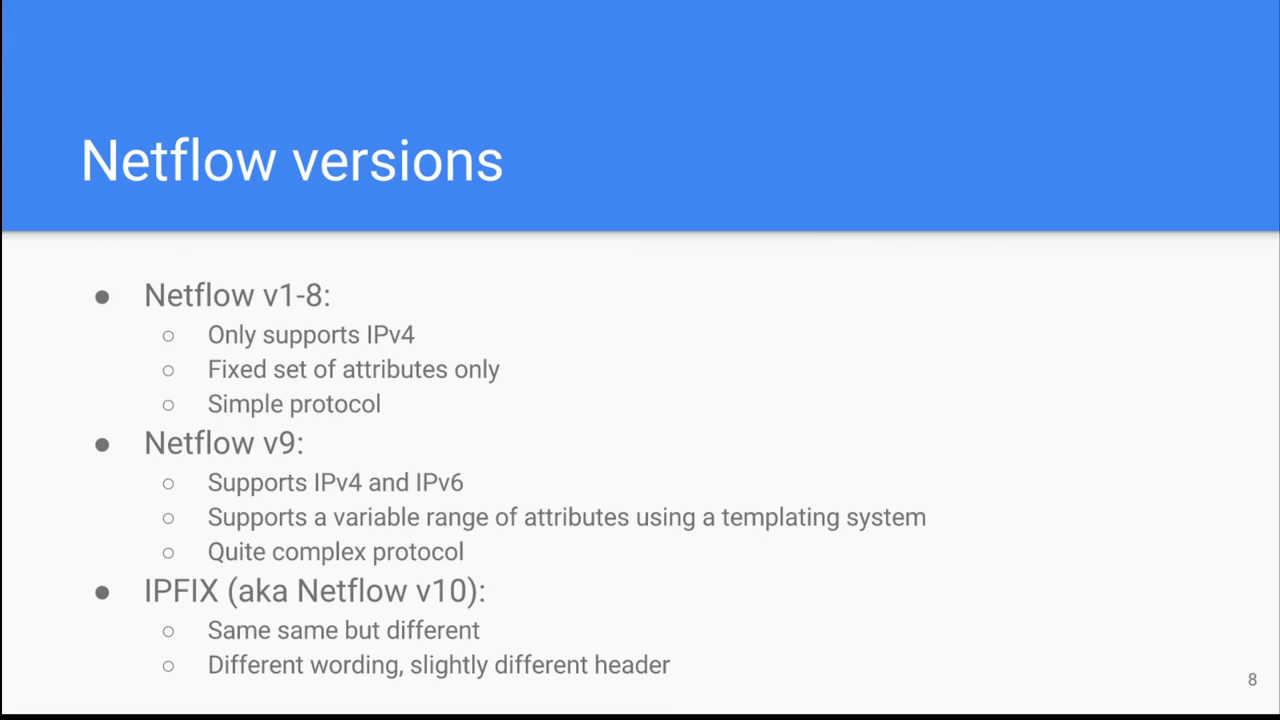 Netflow versions
● Netflow v1-8:
○ Only supports IPv4
○ Fixed set of attributes only
○ Simple protocol
● Netflow v9:
○ Supports IPv4 and IPv6
○ Supports a variable range of attributes using a templating system
○ Quite complex protocol
● IPFIX (aka Netflow v10):
○ Same same but different
○ Different wording, slightly different header
8